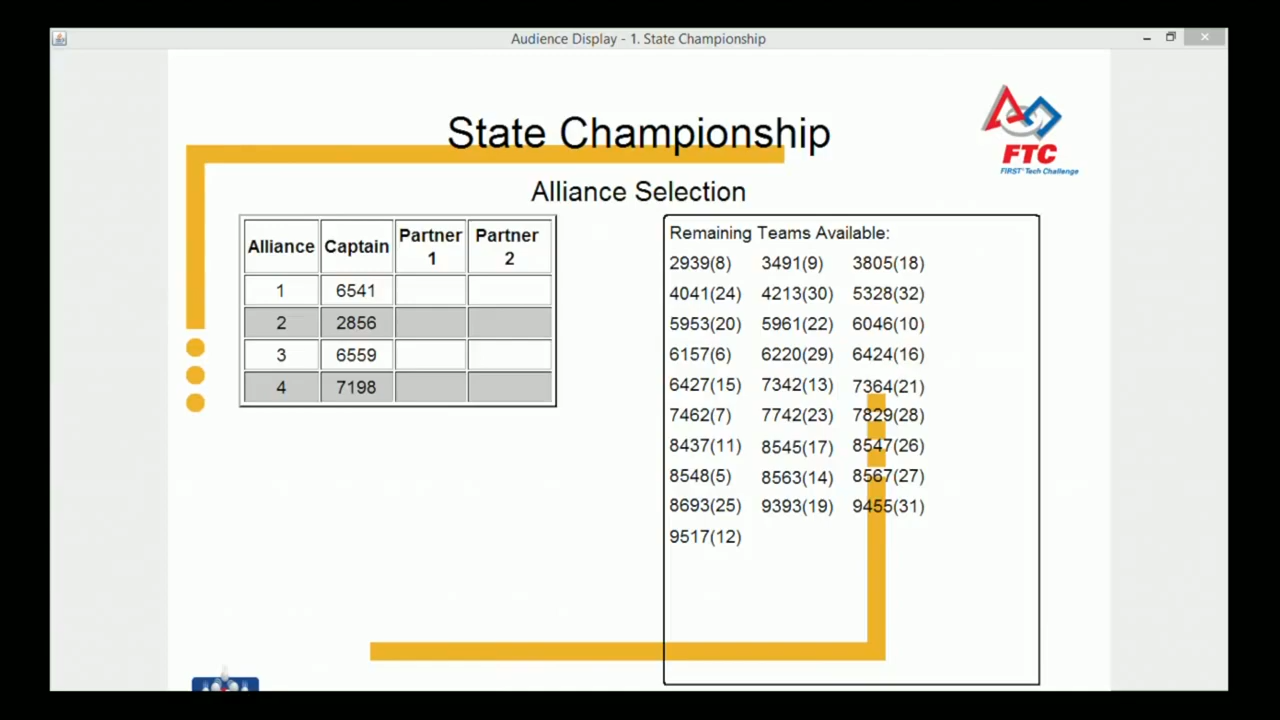 Audience Display - 1. State Championship
State Championship
FTC
FIRST® Tech Challenge
Alliance Selection
Alliance Captain Partner 1 Partner 2
1 6541
2 2856
3 6559
4 7198
Remaining Teams Available:
2939(8) 3491(9) 3805(18)
4041(24) 4213(30) 5328(32)
5953(20) 5961(22) 6046(10)
6157(6) 6220(29) 6424(16)
6427(15) 7342(13) 7364(21)
7462(7) 7742(23) 7829(28)
8437(11) 8545(17) 8547(26)
8548(5) 8563(14) 8567(27)
8693(25) 9393(19) 9455(31)
9517(12)